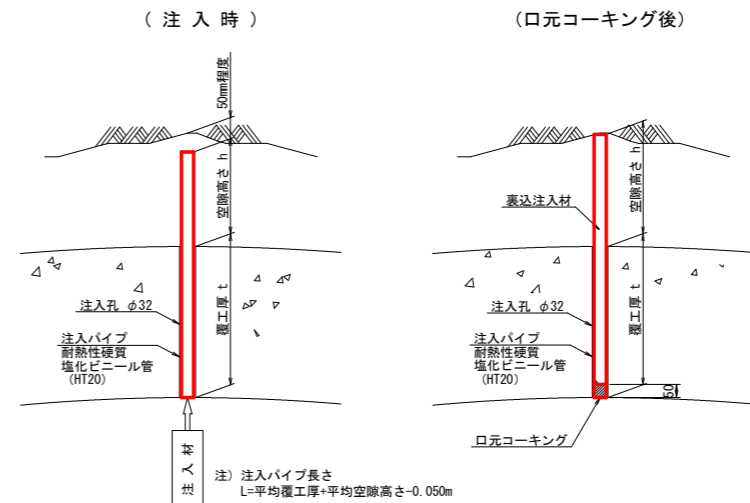 (注入時)
50mm程度
空隙高さ h
覆工厚 t
注入孔 φ32
注入パイプ
耐熱性硬質
塩化ビニール管
(HT20)
注入材
注) 注入パイプ長さ
L=平均覆工厚+平均空隙高さ-0.050m
(口元コーキング後)
空隙高さ h
裏込注入材
覆工厚 t
注入孔 φ32
注入パイプ
耐熱性硬質
塩化ビニール管
(HT20)
50
口元コーキング